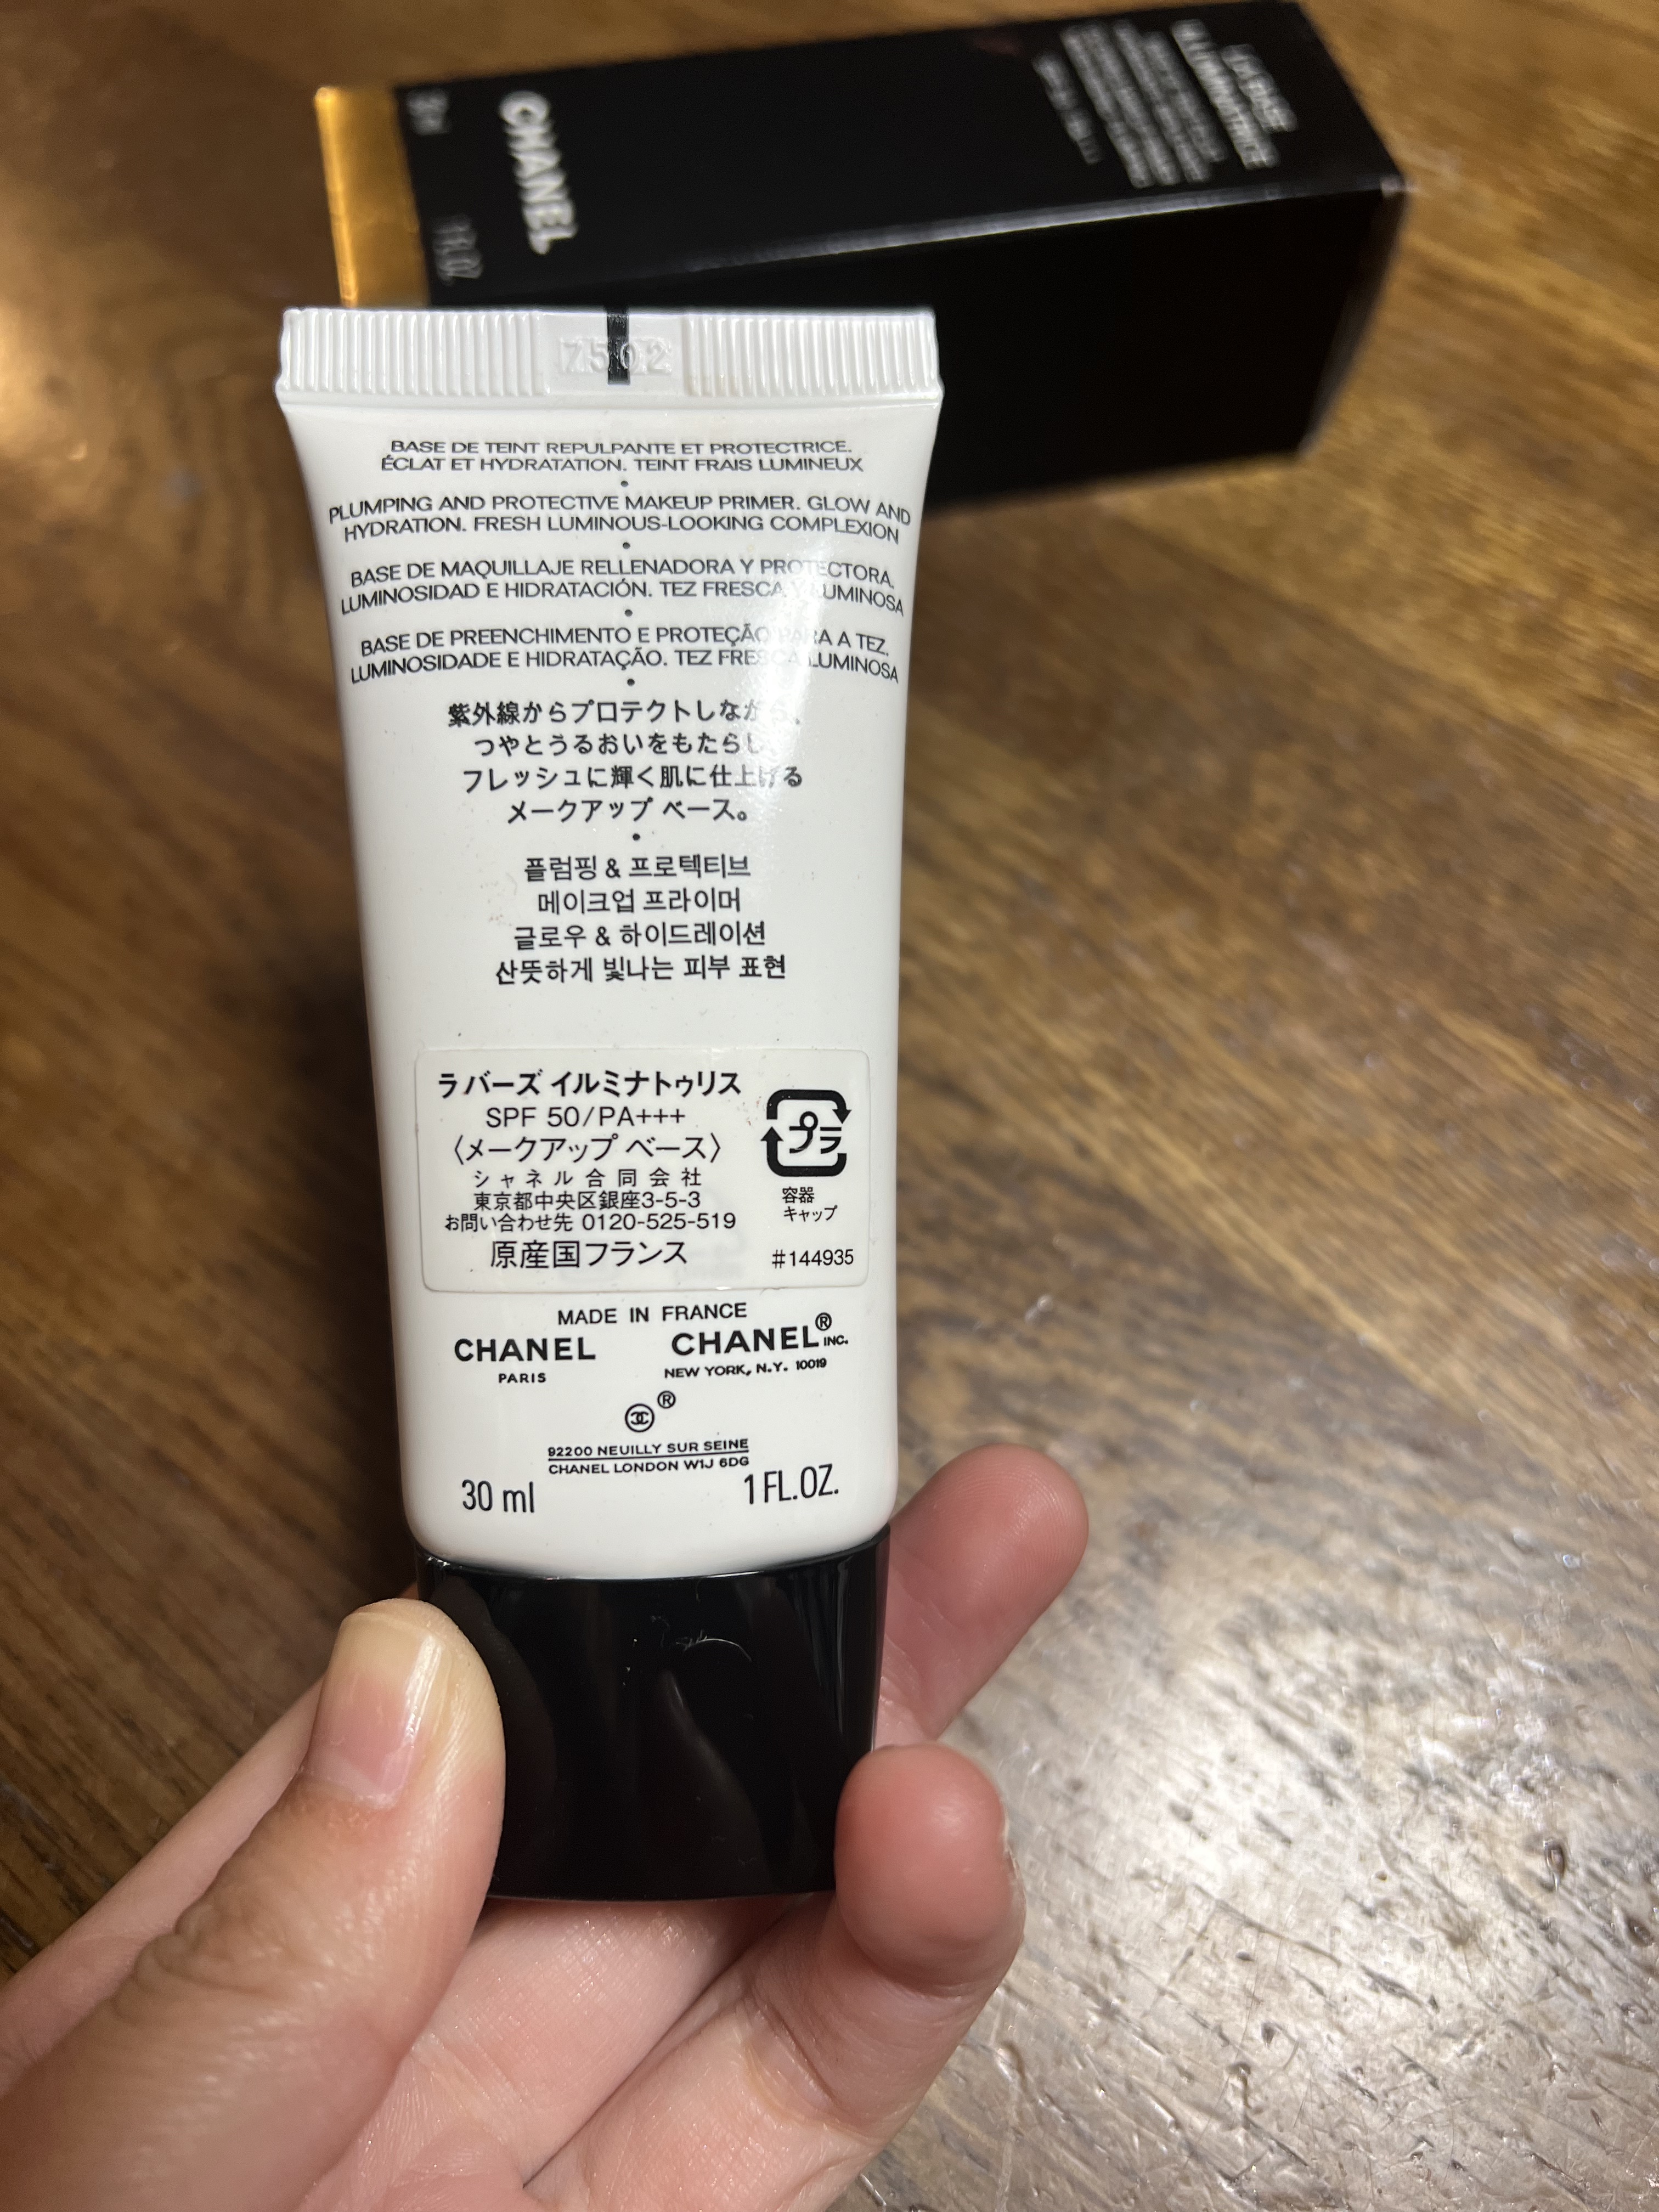 LA BASE
ILLUMINATRICE
CHANEL
1 FL.OZ.
7502
BASE DE TEINT REPULPANTE ET PROTECTRICE.
ÉCLAT ET HYDRATATION. TEINT FRAIS LUMINEUX
PLUMPING AND PROTECTIVE MAKEUP PRIMER. GLOW AND
HYDRATION. FRESH LUMINOUS-LOOKING COMPLEXION
BASE DE MAQUILLAJE RELLENADORA Y PROTECTORA.
LUMINOSIDAD E HIDRATACIÓN. TEZ FRESCA Y LUMINOSA
BASE DE PREENCHIMENTO E PROTEÇÃO PARA A TEZ.
LUMINOSIDADE E HIDRATAÇÃO. TEZ FRESCA LUMINOSA
紫外線からプロテクトしながら、
つやとうるおいをもたらし、
フレッシュに輝く肌に仕上げる
メークアップ ベース。
플럼핑 & 프로텍티브
메이크업 프라이머
글로우 & 하이드레이션
산뜻하게 빛나는 피부 표현
ラ バーズ イルミナトゥリス
SPF 50/PA+++
〈メークアップ ベース〉
シャネル合同会社
東京都中央区銀座3-5-3
お問い合わせ先 0120-525-519
原産国フランス
プラ
容器
キャップ
#144935
MADE IN FRANCE
CHANEL CHANEL® INC.
PARIS NEW YORK, N.Y. 10019
®
92200 NEUILLY SUR SEINE
CHANEL LONDON W1J 6DG
30 ml 1 FL.OZ.